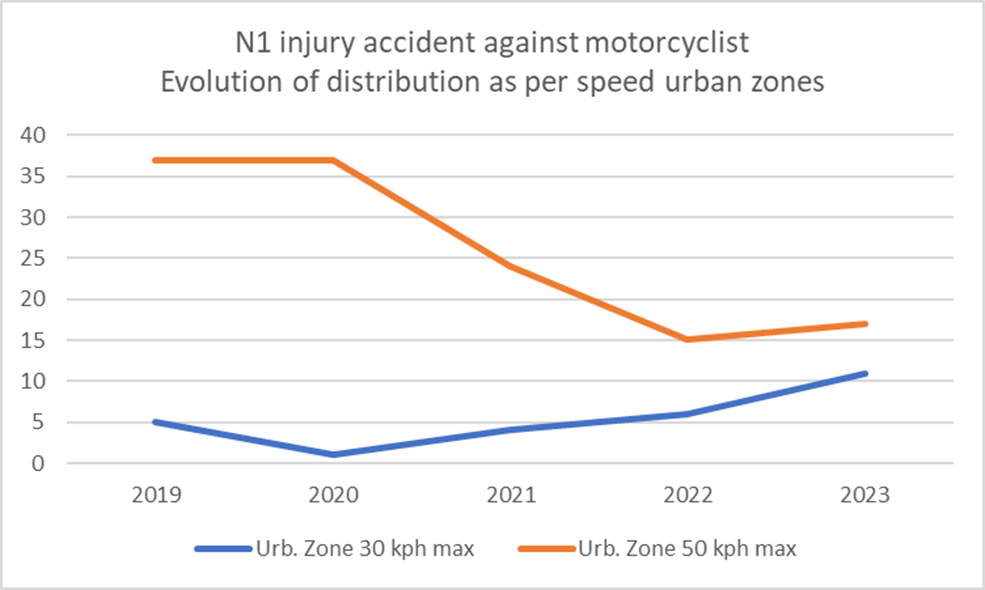 N1 injury accident against motorcyclist
Evolution of distribution as per speed urban zones
40
35
30
25
20
15
10
5
0
2019 2020 2021 2022 2023
Urb. Zone 30 kph max Urb. Zone 50 kph max